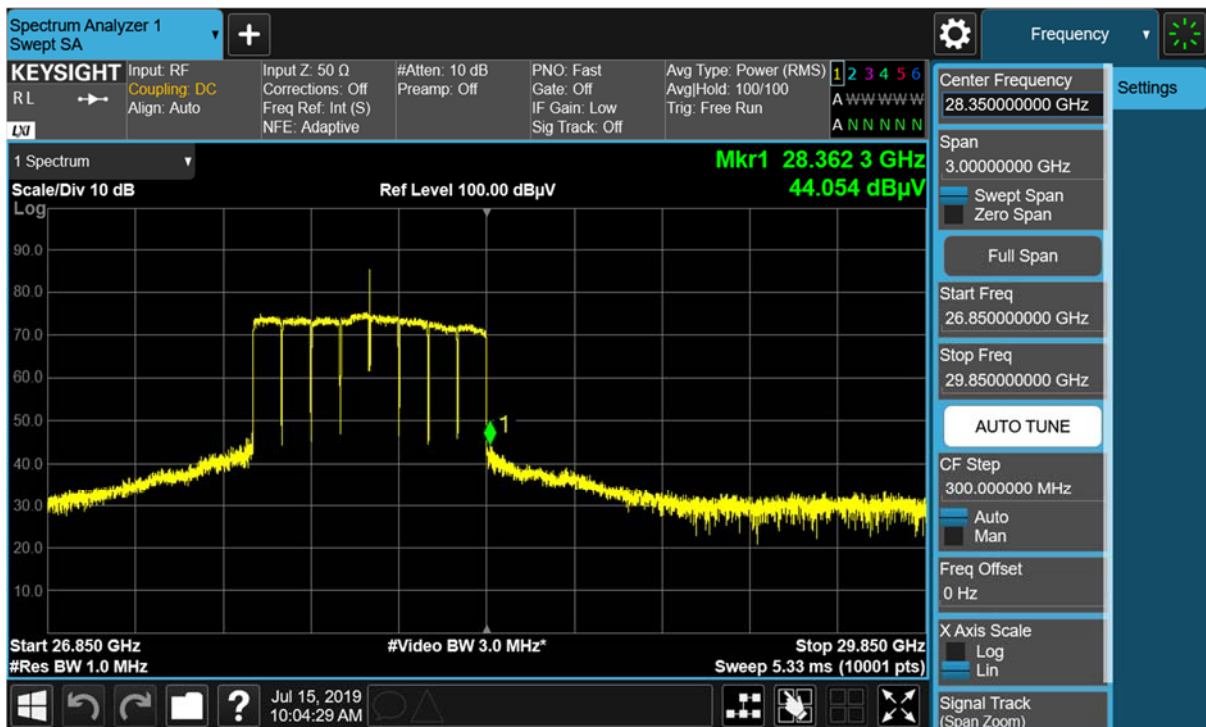 Spectrum Analyzer 1
Swept SA
Frequency
KEYSIGHT
R L
LXI
Input: RF
Coupling: DC
Align: Auto
Input Z: 50 Ω
Corrections: Off
Freq Ref: Int (S)
NFE: Adaptive
#Atten: 10 dB
Preamp: Off
PNO: Fast
Gate: Off
IF Gain: Low
Sig Track: Off
Avg Type: Power (RMS)
Avg|Hold: 100/100
Trig: Free Run
1 2 3 4 5 6
A W W W W W
A N N N N N
1 Spectrum
Scale/Div 10 dB
Ref Level 100.00 dBµV
Mkr1 28.362 3 GHz
44.054 dBµV
Log
90.0
80.0
70.0
60.0
50.0
40.0
30.0
20.0
10.0
1
Start 26.850 GHz
#Video BW 3.0 MHz*
Stop 29.850 GHz
#Res BW 1.0 MHz
Sweep 5.33 ms (10001 pts)
?
Jul 15, 2019
10:04:29 AM
Center Frequency
28.350000000 GHz
Span
3.00000000 GHz
Swept Span
Zero Span
Full Span
Start Freq
26.850000000 GHz
Stop Freq
29.850000000 GHz
AUTO TUNE
CF Step
300.000000 MHz
Auto
Man
Freq Offset
0 Hz
X Axis Scale
Log
Lin
Signal Track
(Span Zoom)
Settings